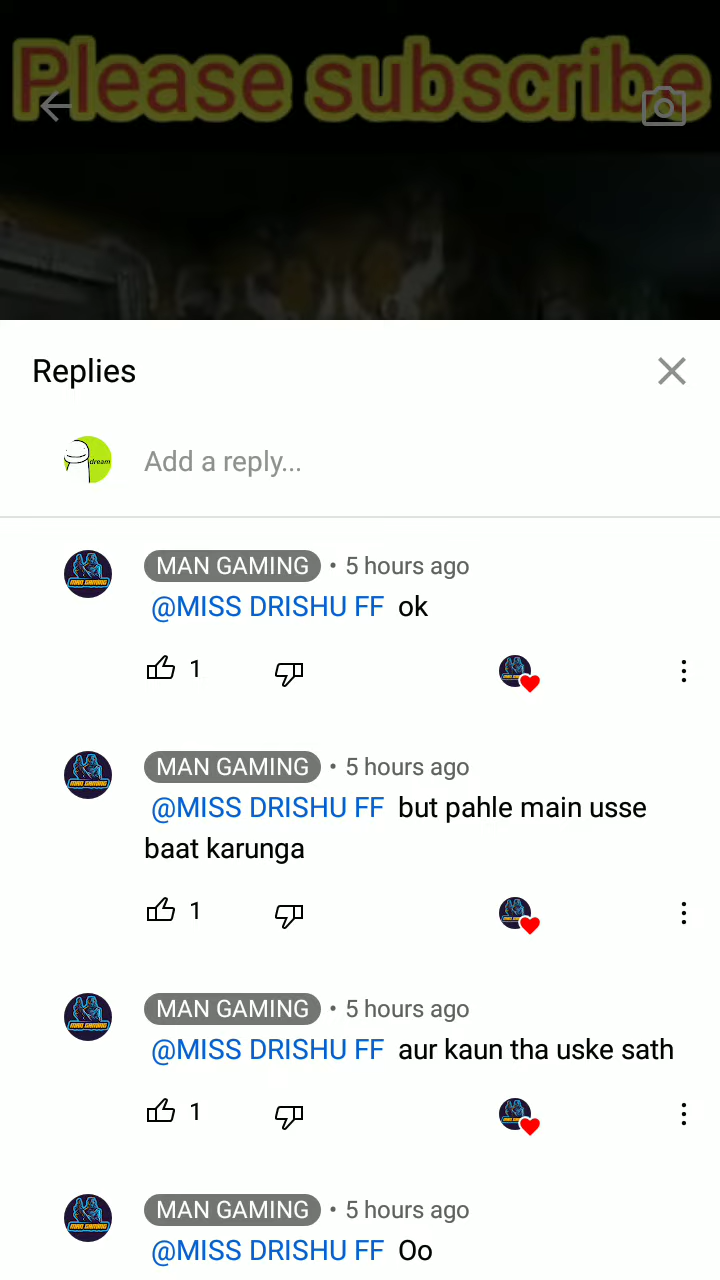 Please subscribe
Replies
dream
Add a reply...
MAN GAMING • 5 hours ago
@MISS DRISHU FF ok
1
MAN GAMING • 5 hours ago
@MISS DRISHU FF but pahle main usse
baat karunga
1
MAN GAMING • 5 hours ago
@MISS DRISHU FF aur kaun tha uske sath
1
MAN GAMING • 5 hours ago
@MISS DRISHU FF Oo